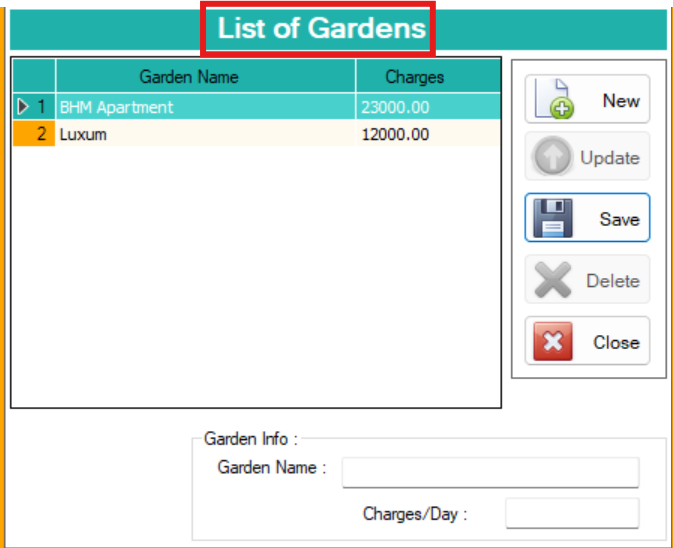 List of Gardens
Garden Name Charges
1 BHM Apartment 23000.00
2 Luxum 12000.00
New
Update
Save
Delete
Close
Garden Info :
Garden Name :
Charges/Day :